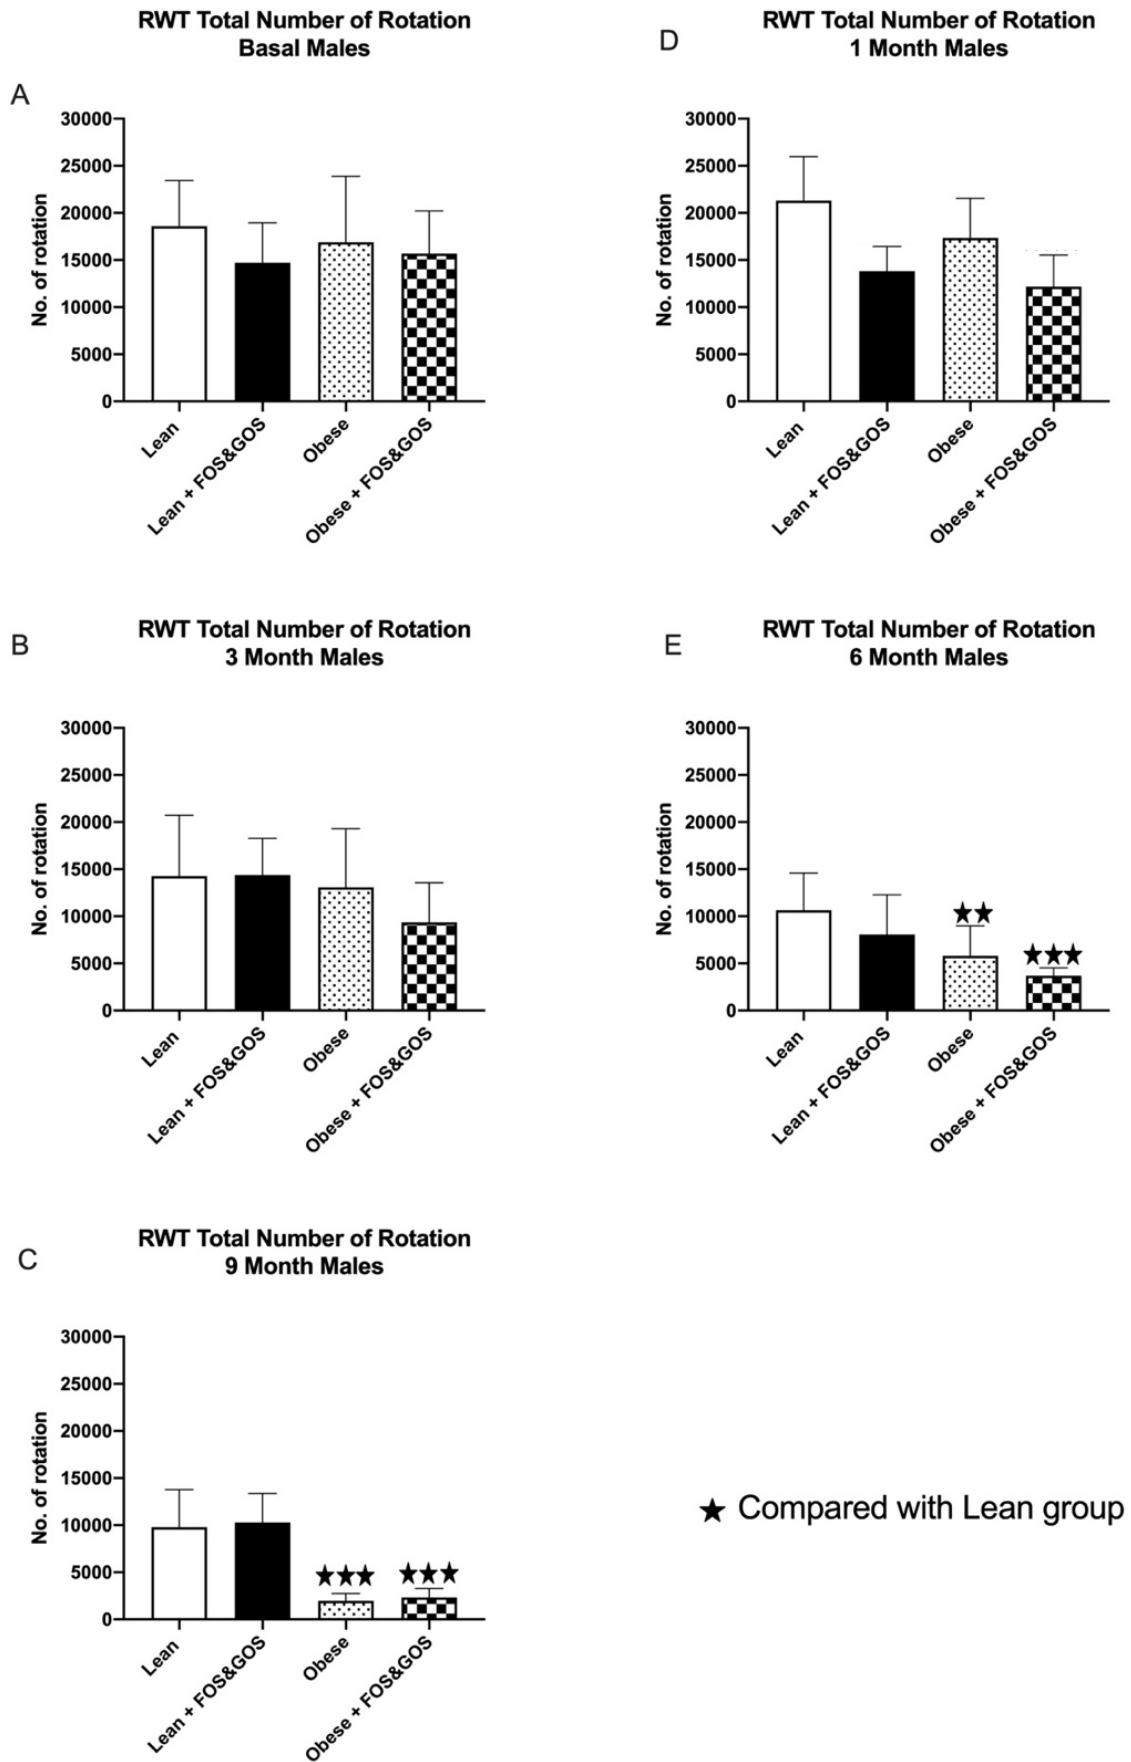 RWT Total Number of Rotation
Basal Males
A
30000
25000
20000
15000
10000
5000
0
No. of rotation
Lean
Lean + FOS&GOS
Obese
Obese + FOS&GOS
RWT Total Number of Rotation
1 Month Males
D
30000
25000
20000
15000
10000
5000
0
No. of rotation
Lean
Lean + FOS&GOS
Obese
Obese + FOS&GOS
RWT Total Number of Rotation
3 Month Males
B
30000
25000
20000
15000
10000
5000
0
No. of rotation
Lean
Lean + FOS&GOS
Obese
Obese + FOS&GOS
RWT Total Number of Rotation
6 Month Males
E
30000
25000
20000
15000
10000
5000
0
No. of rotation
★★
★★★
Lean
Lean + FOS&GOS
Obese
Obese + FOS&GOS
RWT Total Number of Rotation
9 Month Males
C
30000
25000
20000
15000
10000
5000
0
No. of rotation
★★★
★★★
Lean
Lean + FOS&GOS
Obese
Obese + FOS&GOS
★ Compared with Lean group